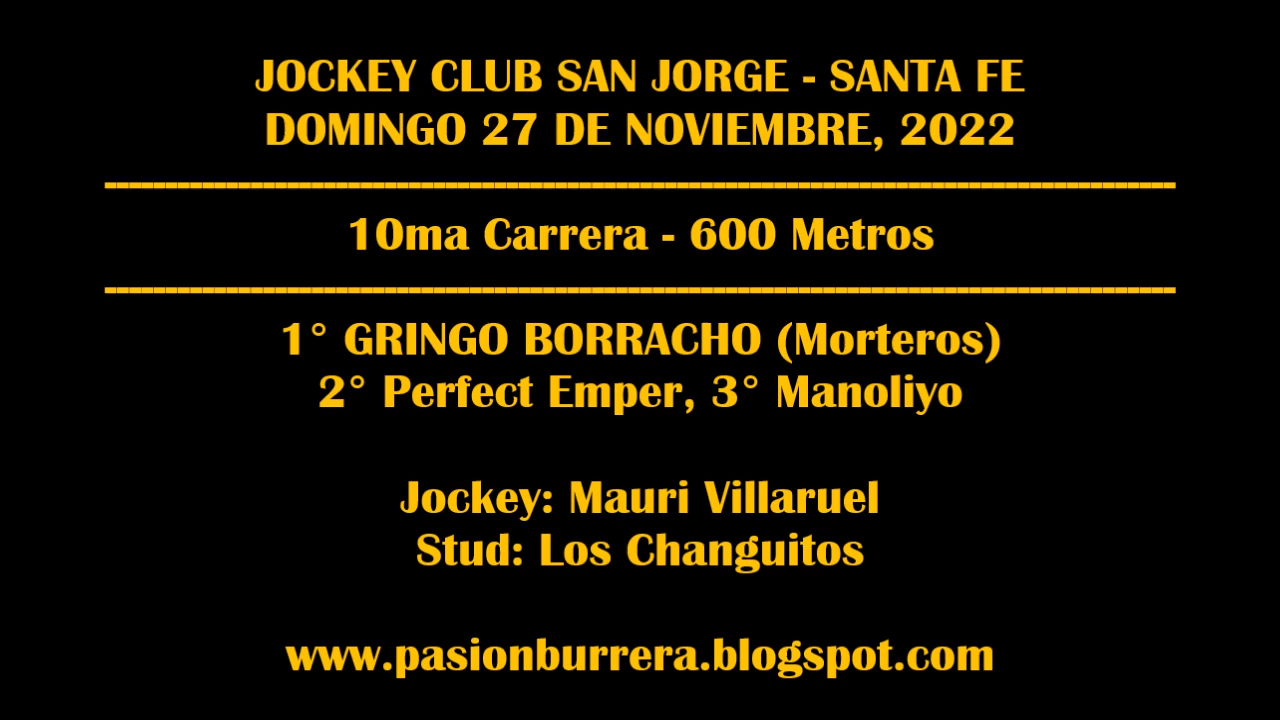 JOCKEY CLUB SAN JORGE - SANTA FE
DOMINGO 27 DE NOVIEMBRE, 2022
10ma Carrera - 600 Metros
1° GRINGO BORRACHO (Morteros)
2° Perfect Emper, 3° Manoliyo
Jockey: Mauri Villaruel
Stud: Los Changuitos
www.pasionburrera.blogspot.com